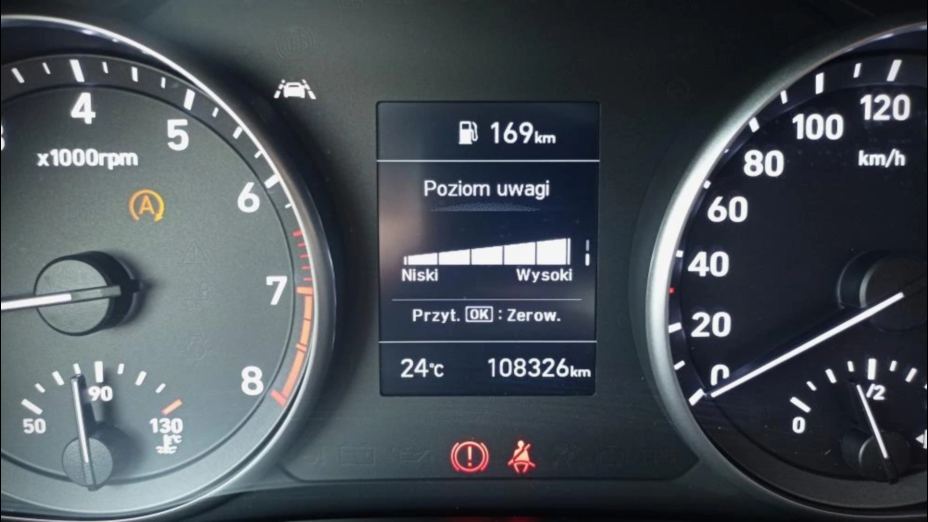 169km
Poziom uwagi
Niski Wysoki
Przyt. OK : Zerow.
24°C 108326km
4
5
6
7
8
x1000rpm
A
50
90
130
°C
120
100
80
60
40
20
0
km/h
0
1/2